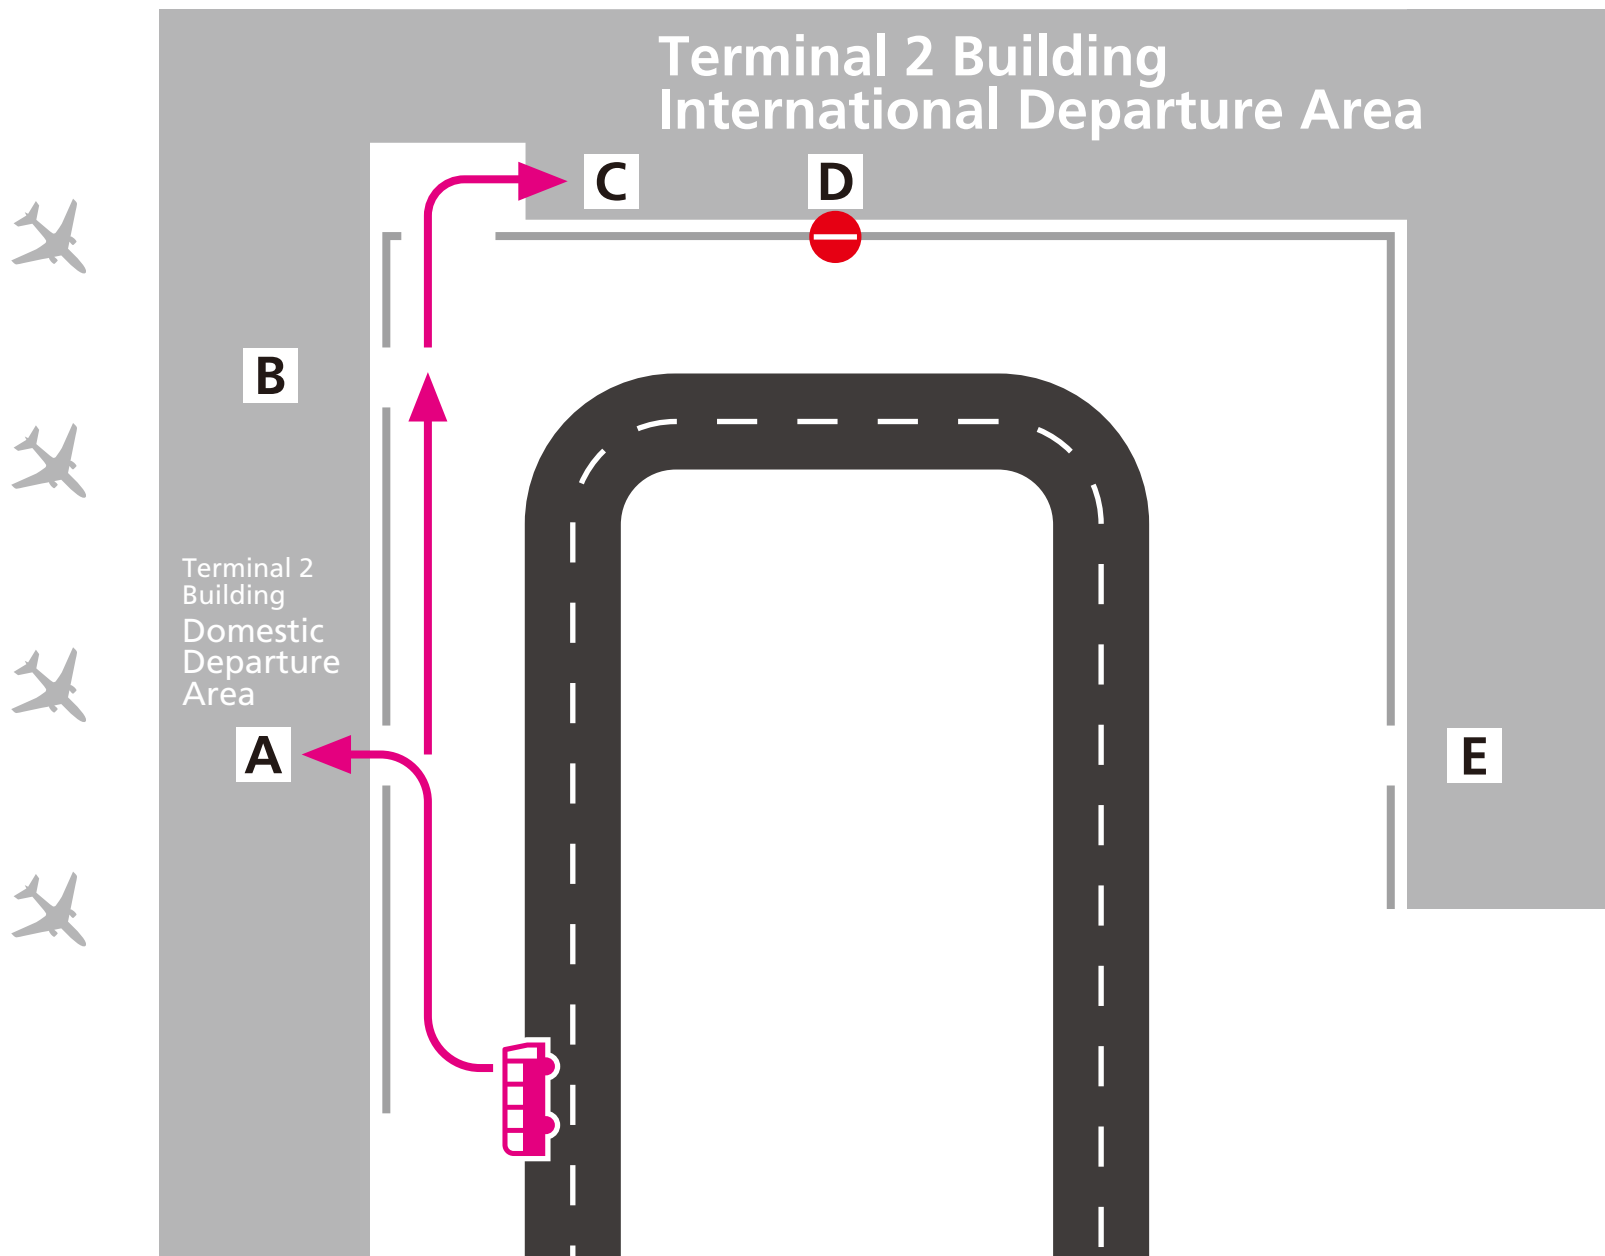 Terminal 2 Building
International Departure Area
C
D
B
Terminal 2
Building
Domestic
Departure
Area
A
E